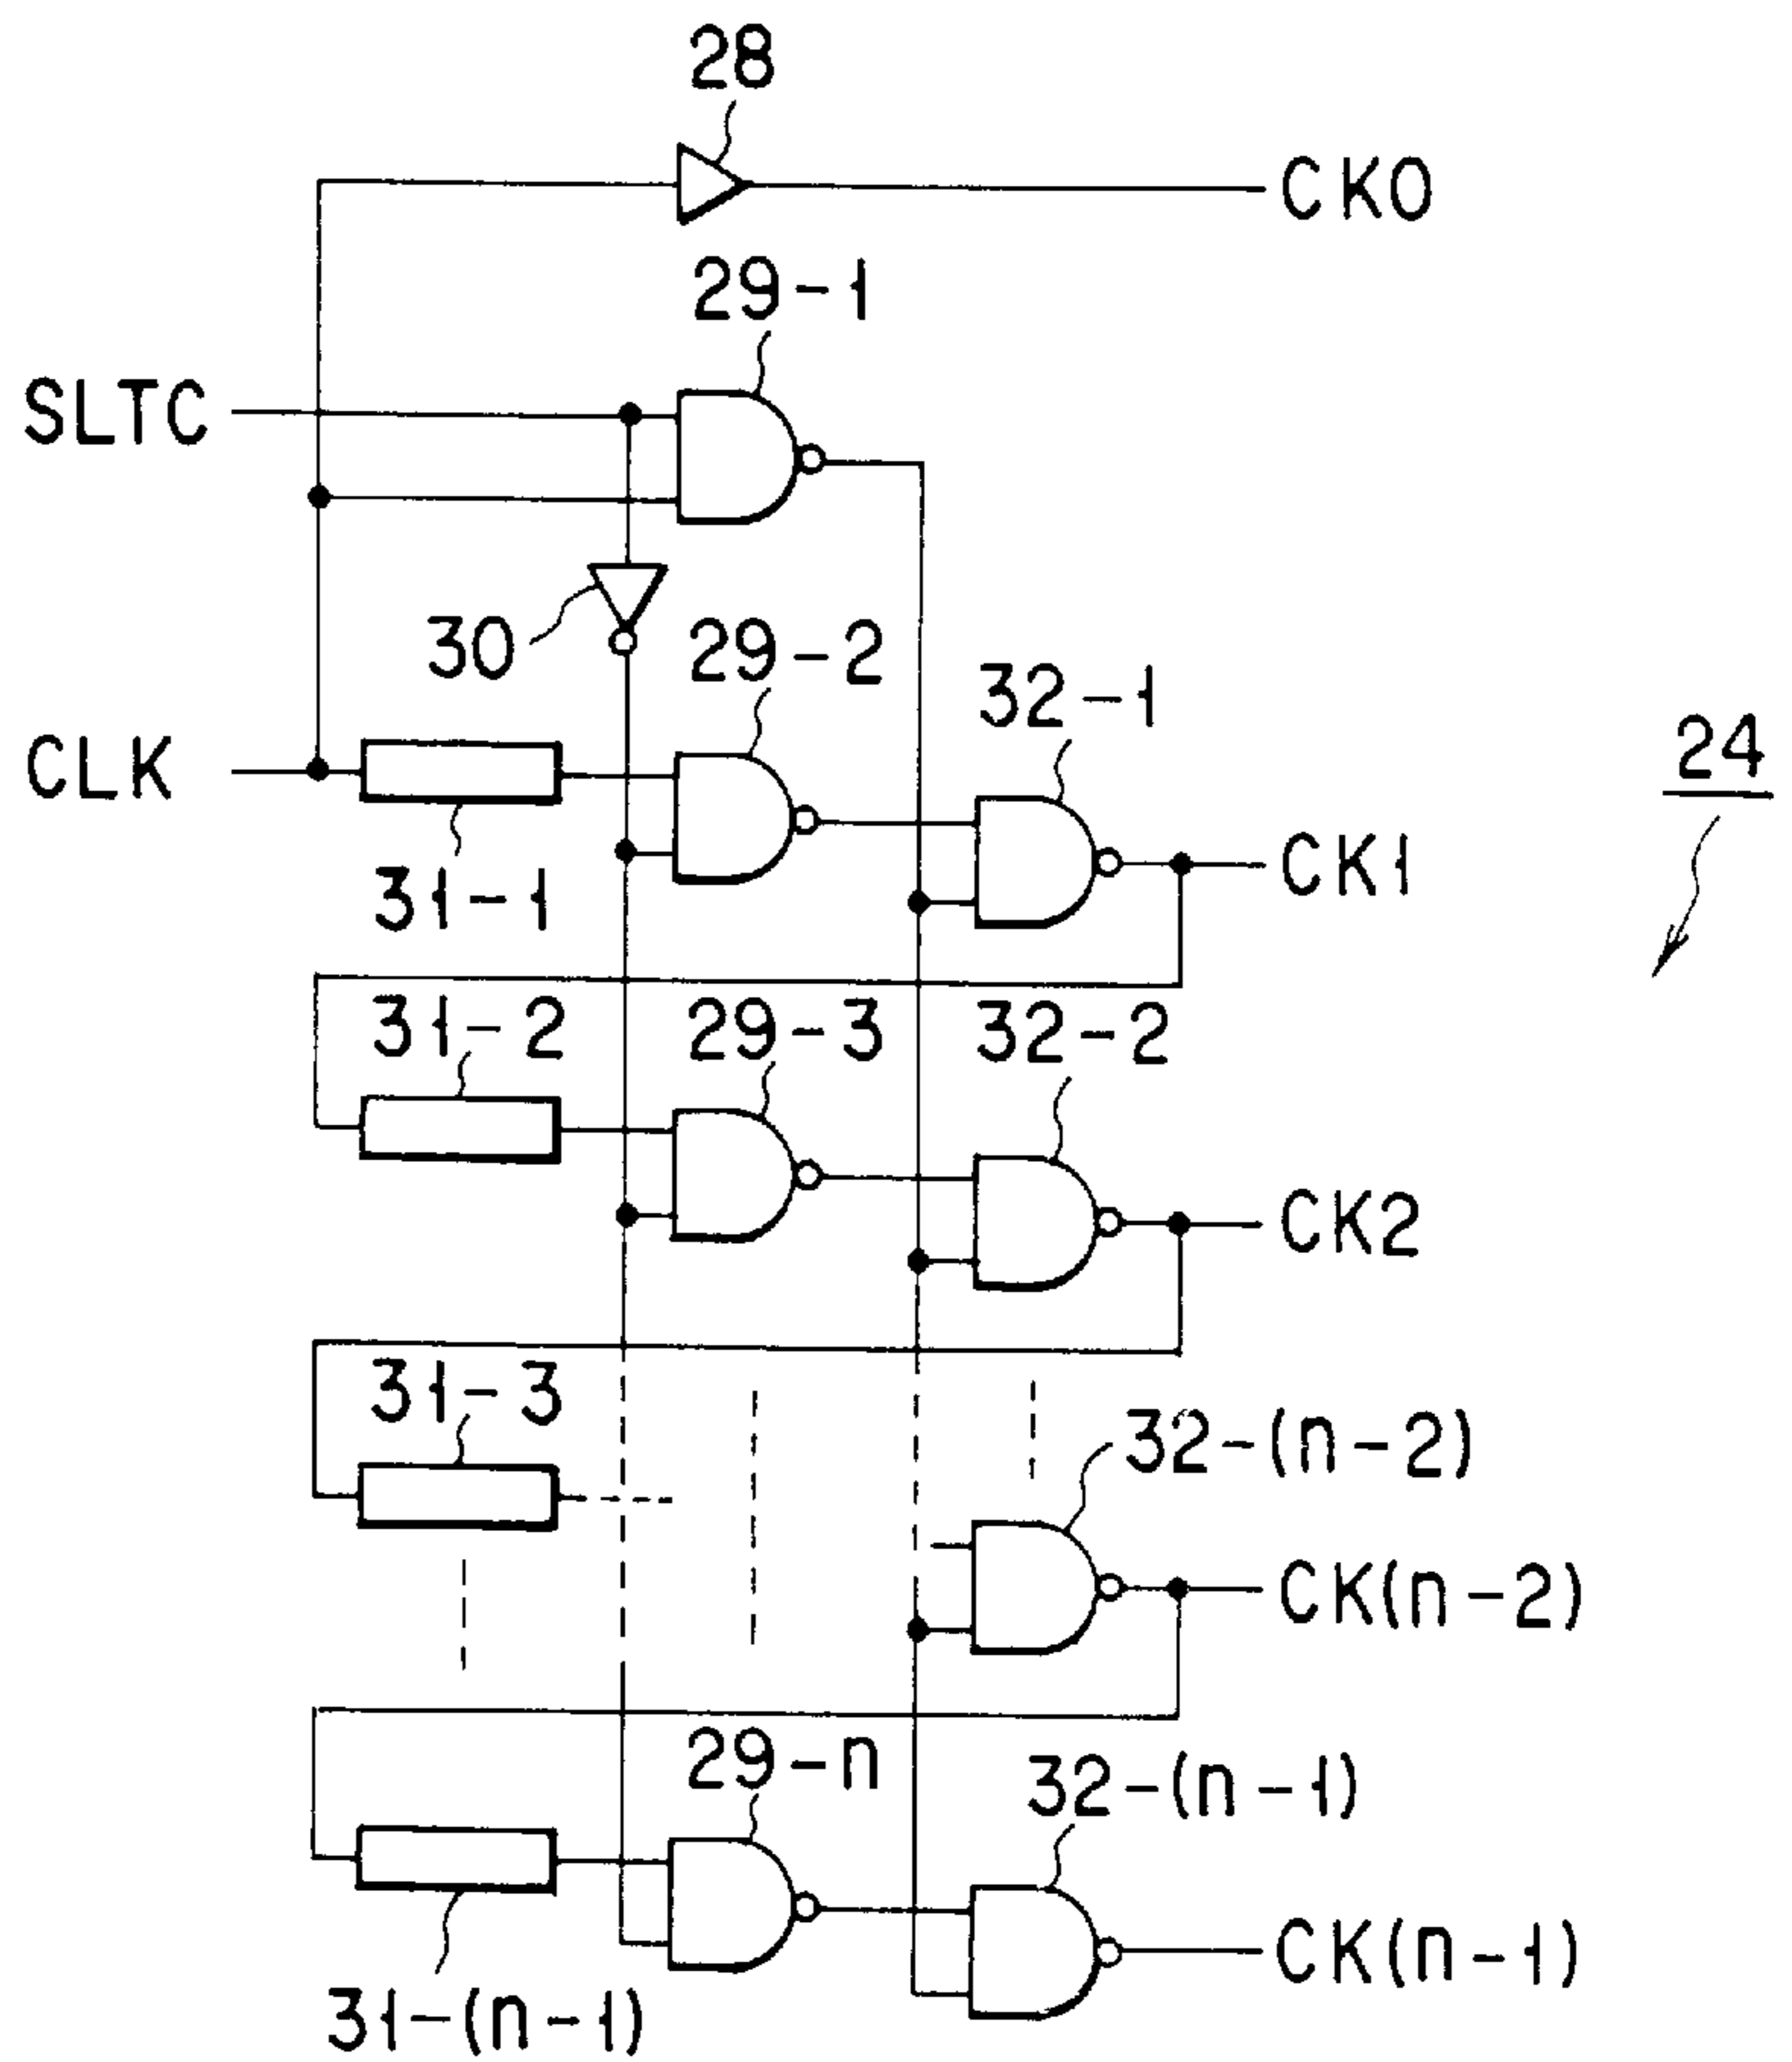 28
CK0
29-1
SLTC
30
29-2
32-1
CLK
24
31-1
CK1
31-2
29-3
32-2
CK2
31-3
32-(n-2)
CK(n-2)
29-n
32-(n-1)
CK(n-1)
31-(n-1)